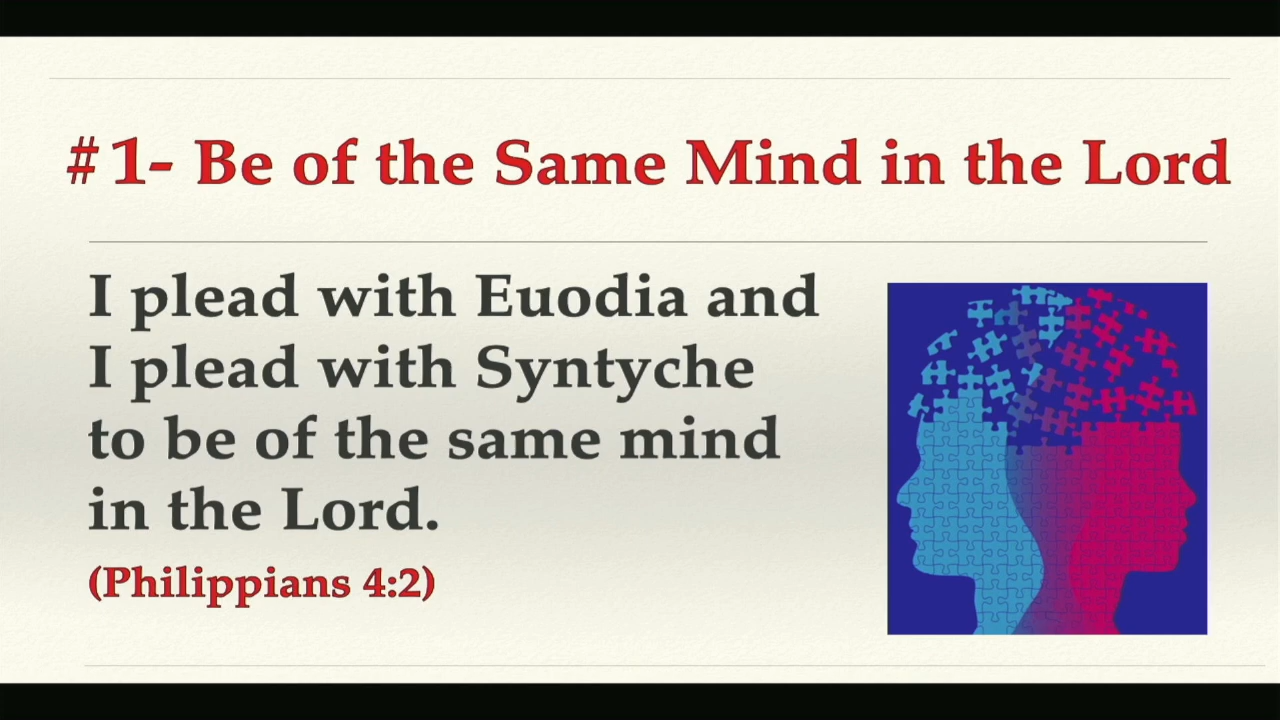 #1- Be of the Same Mind in the Lord
I plead with Euodia and
I plead with Syntyche
to be of the same mind
in the Lord.
(Philippians 4:2)